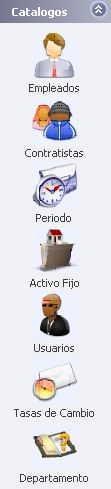 Catalogos
Empleados
Contratistas
Periodo
Activo Fijo
Usuarios
Tasas de Cambio
Departamento